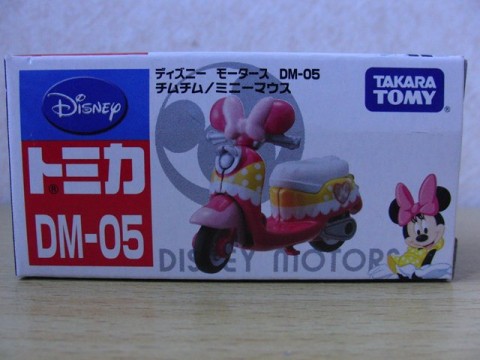 Disney
トミカ
®
DM-05
ディズニー モータース DM-05
チムチム/ミニーマウス
TAKARA
TOMY
DISNEY MOTORS